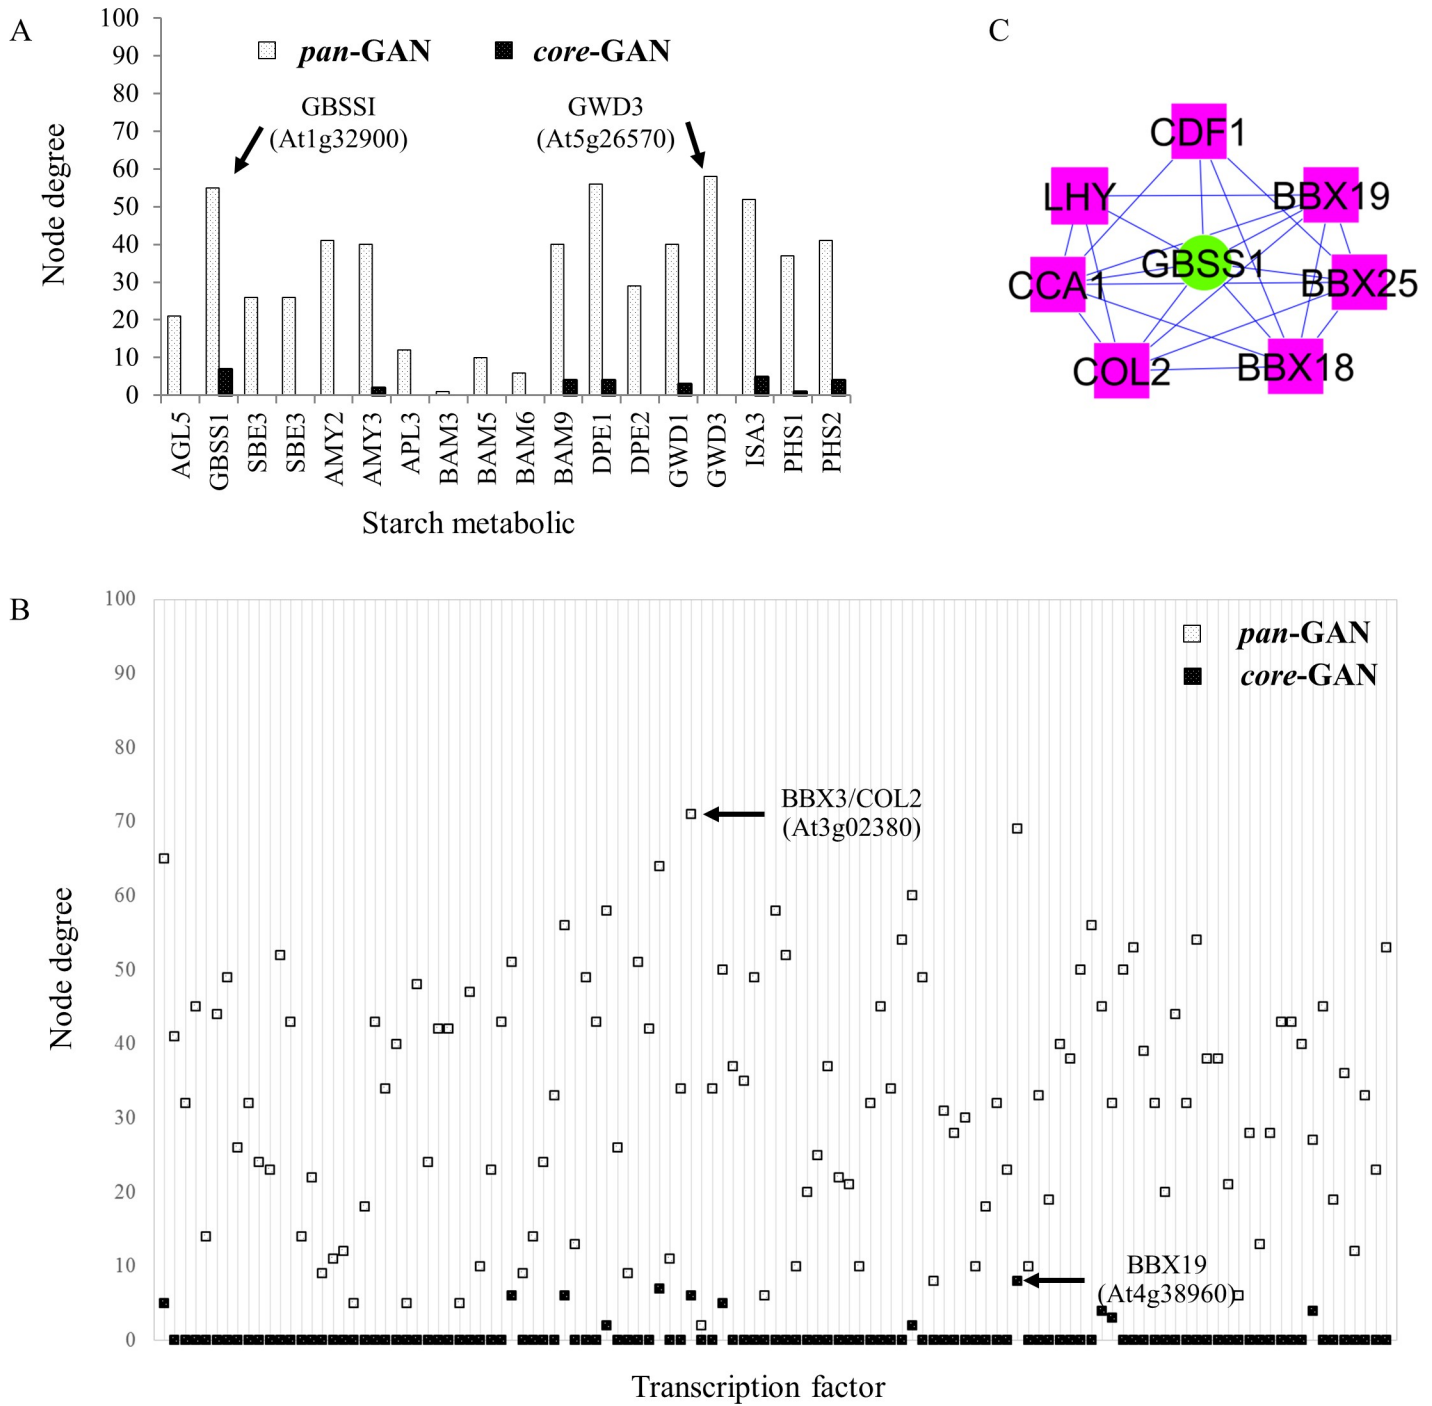 A
100
90
80
70
60
50
40
30
20
10
0
Node degree
pan-GAN
core-GAN
GBSSI
(At1g32900)
GWD3
(At5g26570)
AGL5
GBSS1
SBE3
SBE3
AMY2
AMY3
APL3
BAM3
BAM5
BAM6
BAM9
DPE1
DPE2
GWD1
GWD3
ISA3
PHS1
PHS2
Starch metabolic
C
CDF1
LHY
BBX19
GBSS1
CCA1
BBX25
COL2
BBX18
B
100
90
80
70
60
50
40
30
20
10
0
Node degree
pan-GAN
core-GAN
BBX3/COL2
(At3g02380)
BBX19
(At4g38960)
Transcription factor